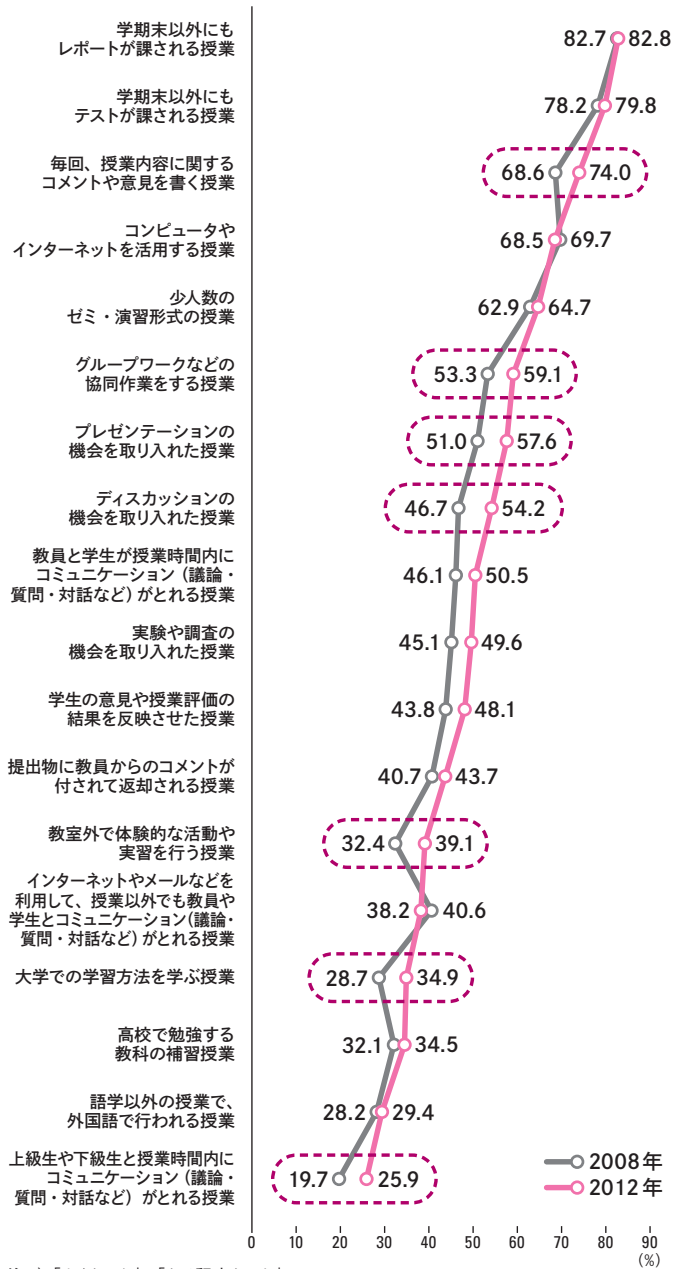 学期末以外にも
レポートが課される授業
82.7 82.8
学期末以外にも
テストが課される授業
78.2 79.8
毎回、授業内容に関する
コメントや意見を書く授業
68.6 74.0
コンピュータや
インターネットを活用する授業
68.5 69.7
少人数の
ゼミ・演習形式の授業
62.9 64.7
グループワークなどの
協同作業をする授業
53.3 59.1
プレゼンテーションの
機会を取り入れた授業
51.0 57.6
ディスカッションの
機会を取り入れた授業
46.7 54.2
教員と学生が授業時間内に
コミュニケーション(議論・
質問・対話など)がとれる授業
46.1 50.5
実験や調査の
機会を取り入れた授業
45.1 49.6
学生の意見や授業評価の
結果を反映させた授業
43.8 48.1
提出物に教員からのコメントが
付されて返却される授業
40.7 43.7
教室外で体験的な活動や
実習を行う授業
32.4 39.1
インターネットやメールなどを
利用して、授業以外でも教員や
学生とコミュニケーション(議論・
質問・対話など)がとれる授業
38.2 40.6
大学での学習方法を学ぶ授業
28.7 34.9
高校で勉強する
教科の補習授業
32.1 34.5
語学以外の授業で、
外国語で行われる授業
28.2 29.4
上級生や下級生と授業時間内に
コミュニケーション(議論・
質問・対話など)がとれる授業
19.7 25.9
2008年
2012年
0 10 20 30 40 50 60 70 80 90
(%)